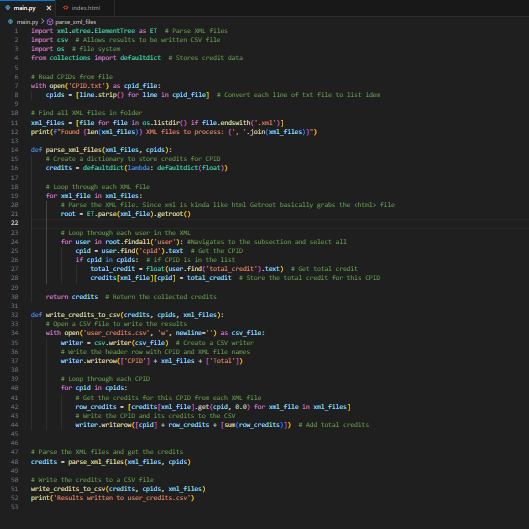 main.py
index.html
main.py > parse_xml_files
1 import xml.etree.ElementTree as ET  # Parse XML files
2 import csv  # Allows results to be written CSV file
3 import os  # file system
4 from collections import defaultdict  # Stores credit data
5
6 # Read CPIDs from file
7 with open('CPID.txt') as cpid_file:
8     cpids = [line.strip() for line in cpid_file]  # Convert each line of txt file to list idem
9
10 # Find all XML files in folder
11 xml_files = [file for file in os.listdir() if file.endswith('.xml')]
12 print(f"Found {len(xml_files)} XML files to process: {', '.join(xml_files)}")
13
14 def parse_xml_files(xml_files, cpids):
15     # Create a dictionary to store credits for CPID
16     credits = defaultdict(lambda: defaultdict(float))
17
18     # Loop through each XML file
19     for xml_file in xml_files:
20         # Parse the XML file. Since xml is kinda like html Getroot basically grabs the <html> file
21         root = ET.parse(xml_file).getroot()
22
23         # Loop through each user in the XML
24         for user in root.findall('user'): #Navigates to the subsection and select all
25             cpid = user.find('cpid').text  # Get the CPID
26             if cpid in cpids:  # if CPID is in the list
27                 total_credit = float(user.find('total_credit').text)  # Get total credit
28                 credits[xml_file][cpid] = total_credit  # Store the total credit for this CPID
29
30     return credits  # Return the collected credits
31
32 def write_credits_to_csv(credits, cpids, xml_files):
33     # Open a CSV file to write the results
34     with open('user_credits.csv', 'w', newline='') as csv_file:
35         writer = csv.writer(csv_file)  # Create a CSV writer
36         # Write the header row with CPID and XML file names
37         writer.writerow(['CPID'] + xml_files + ['Total'])
38
39         # Loop through each CPID
40         for cpid in cpids:
41             # Get the credits for this CPID from each XML file
42             row_credits = [credits[xml_file].get(cpid, 0.0) for xml_file in xml_files]
43             # Write the CPID and its credits to the CSV
44             writer.writerow([cpid] + row_credits + [sum(row_credits)])  # Add total credits
45
46
47 # Parse the XML files and get the credits
48 credits = parse_xml_files(xml_files, cpids)
49
50 # Write the credits to a CSV file
51 write_credits_to_csv(credits, cpids, xml_files)
52 print('Results written to user_credits.csv')
53